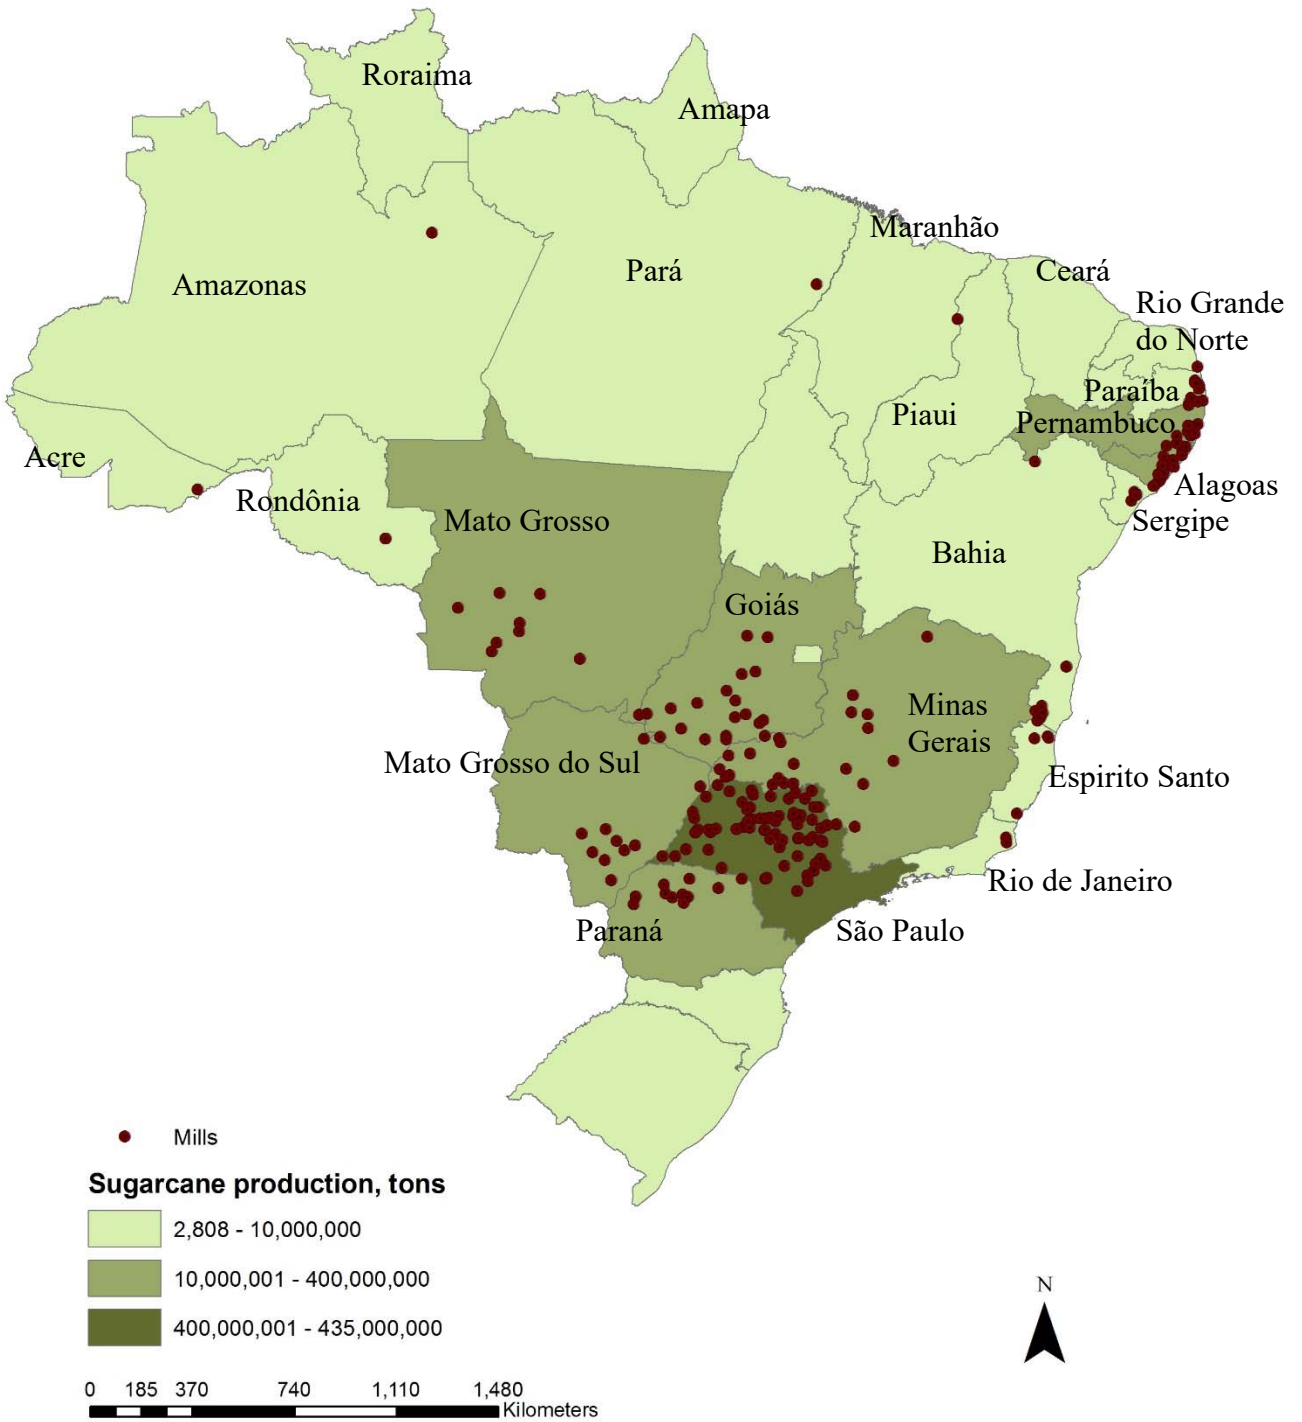 Roraima
Amapa
Maranhão
Pará
Ceará
Amazonas
Rio Grande
do Norte
Paraíba
Piaui
Pernambuco
Acre
Alagoas
Rondônia
Mato Grosso
Sergipe
Bahia
Goiás
Minas
Gerais
Mato Grosso do Sul
Espirito Santo
Rio de Janeiro
Paraná
São Paulo
Mills
Sugarcane production, tons
2,808 - 10,000,000
10,000,001 - 400,000,000
400,000,001 - 435,000,000
N
0 185 370 740 1,110 1,480
Kilometers